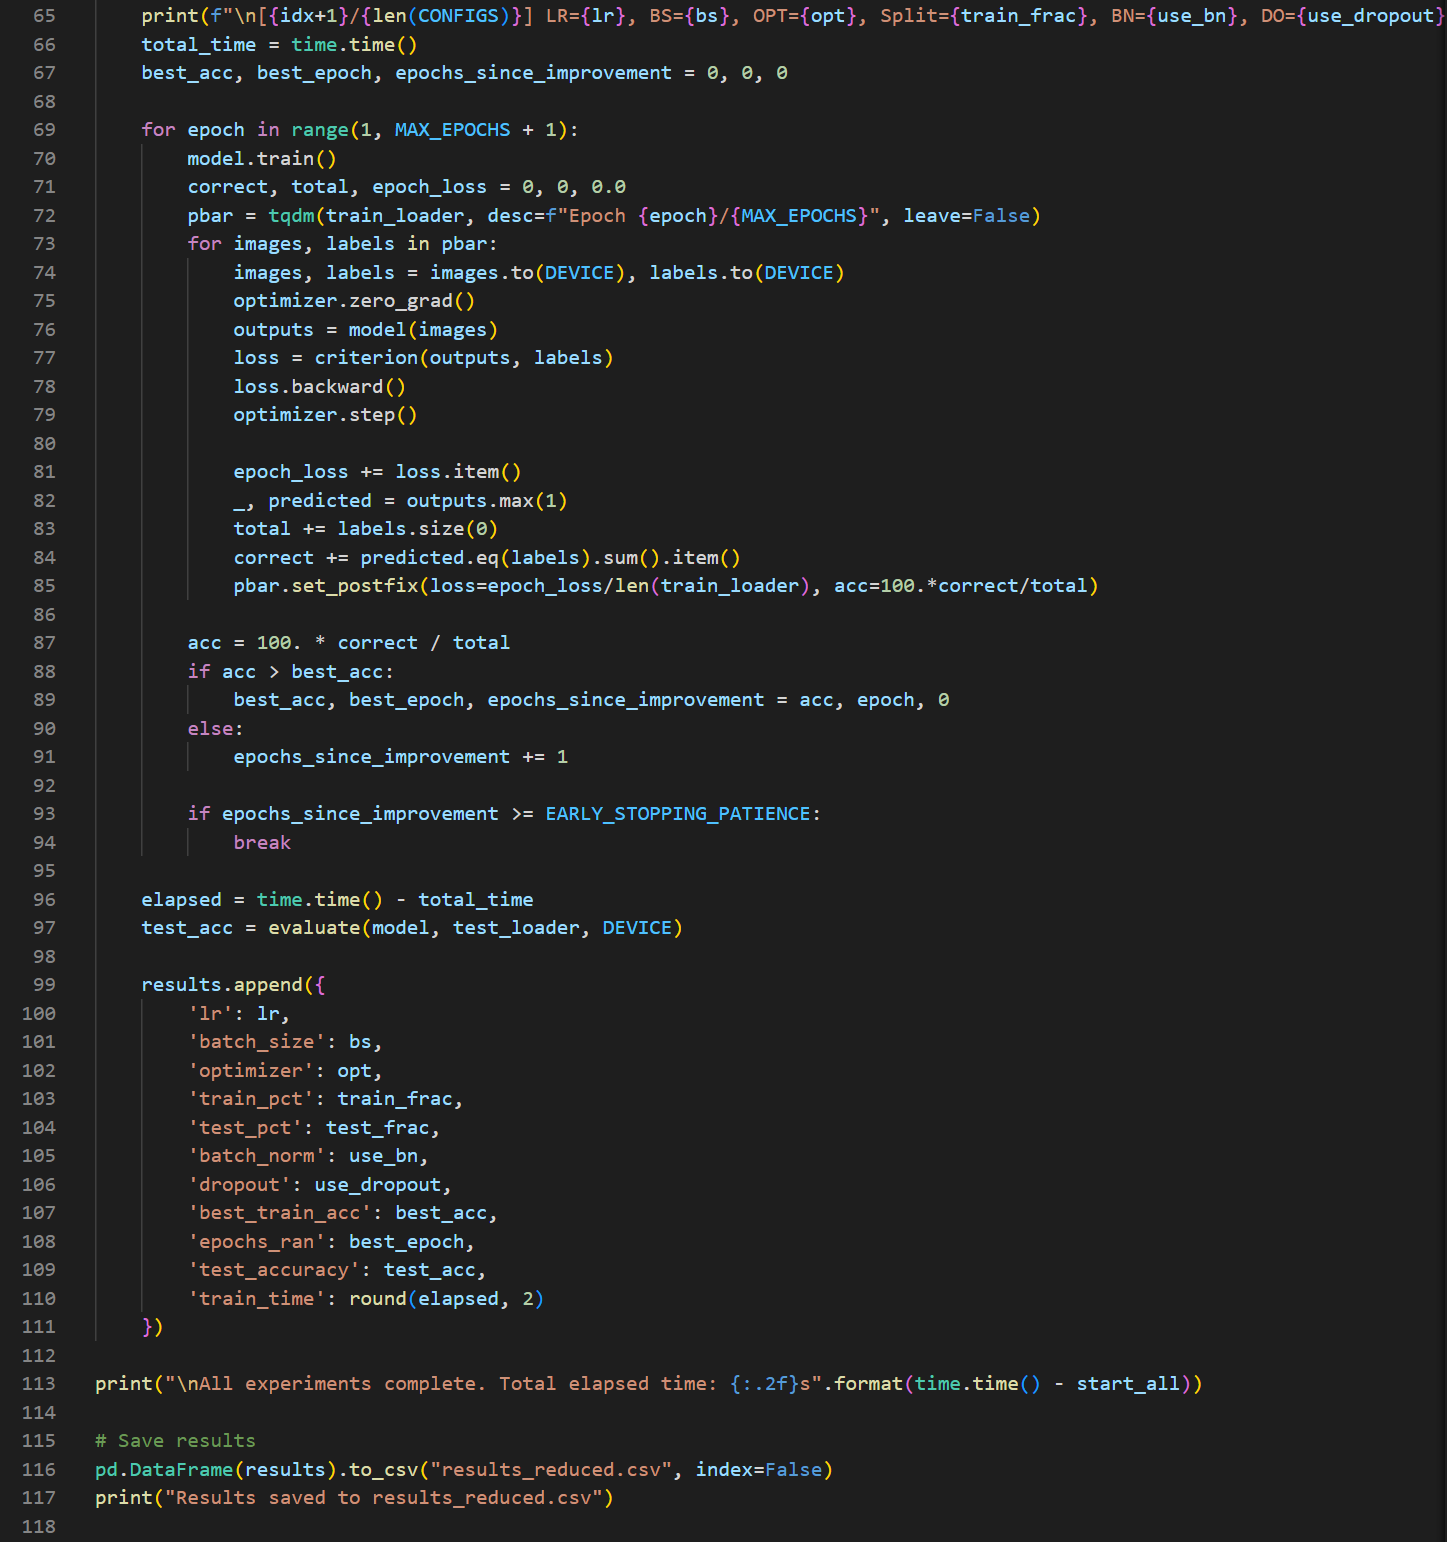 65 print(f"\n[{idx+1}/{len(CONFIGS)}] LR={lr}, BS={bs}, OPT={opt}, Split={train_frac}, BN={use_bn}, DO={use_dropout}
66 total_time = time.time()
67 best_acc, best_epoch, epochs_since_improvement = 0, 0, 0
68
69 for epoch in range(1, MAX_EPOCHS + 1):
70 model.train()
71 correct, total, epoch_loss = 0, 0, 0.0
72 pbar = tqdm(train_loader, desc=f"Epoch {epoch}/{MAX_EPOCHS}", leave=False)
73 for images, labels in pbar:
74 images, labels = images.to(DEVICE), labels.to(DEVICE)
75 optimizer.zero_grad()
76 outputs = model(images)
77 loss = criterion(outputs, labels)
78 loss.backward()
79 optimizer.step()
80
81 epoch_loss += loss.item()
82 _, predicted = outputs.max(1)
83 total += labels.size(0)
84 correct += predicted.eq(labels).sum().item()
85 pbar.set_postfix(loss=epoch_loss/len(train_loader), acc=100.*correct/total)
86
87 acc = 100. * correct / total
88 if acc > best_acc:
89 best_acc, best_epoch, epochs_since_improvement = acc, epoch, 0
90 else:
91 epochs_since_improvement += 1
92
93 if epochs_since_improvement >= EARLY_STOPPING_PATIENCE:
94 break
95
96 elapsed = time.time() - total_time
97 test_acc = evaluate(model, test_loader, DEVICE)
98
99 results.append({
100 'lr': lr,
101 'batch_size': bs,
102 'optimizer': opt,
103 'train_pct': train_frac,
104 'test_pct': test_frac,
105 'batch_norm': use_bn,
106 'dropout': use_dropout,
107 'best_train_acc': best_acc,
108 'epochs_ran': best_epoch,
109 'test_accuracy': test_acc,
110 'train_time': round(elapsed, 2)
111 })
112
113 print("\nAll experiments complete. Total elapsed time: {:.2f}s".format(time.time() - start_all))
114
115 # Save results
116 pd.DataFrame(results).to_csv("results_reduced.csv", index=False)
117 print("Results saved to results_reduced.csv")
118